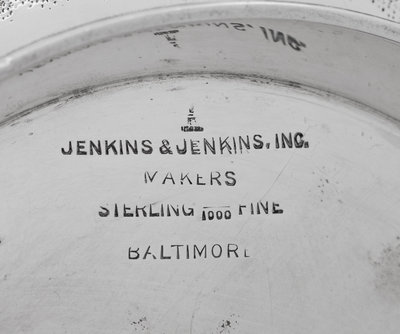 JENKINS & JENKINS, INC.
MAKERS
STERLING 1000 FINE
BALTIMORE